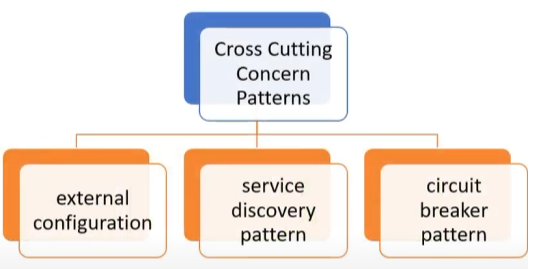 Cross Cutting
Concern
Patterns
external
configuration
service
discovery
pattern
circuit
breaker
pattern